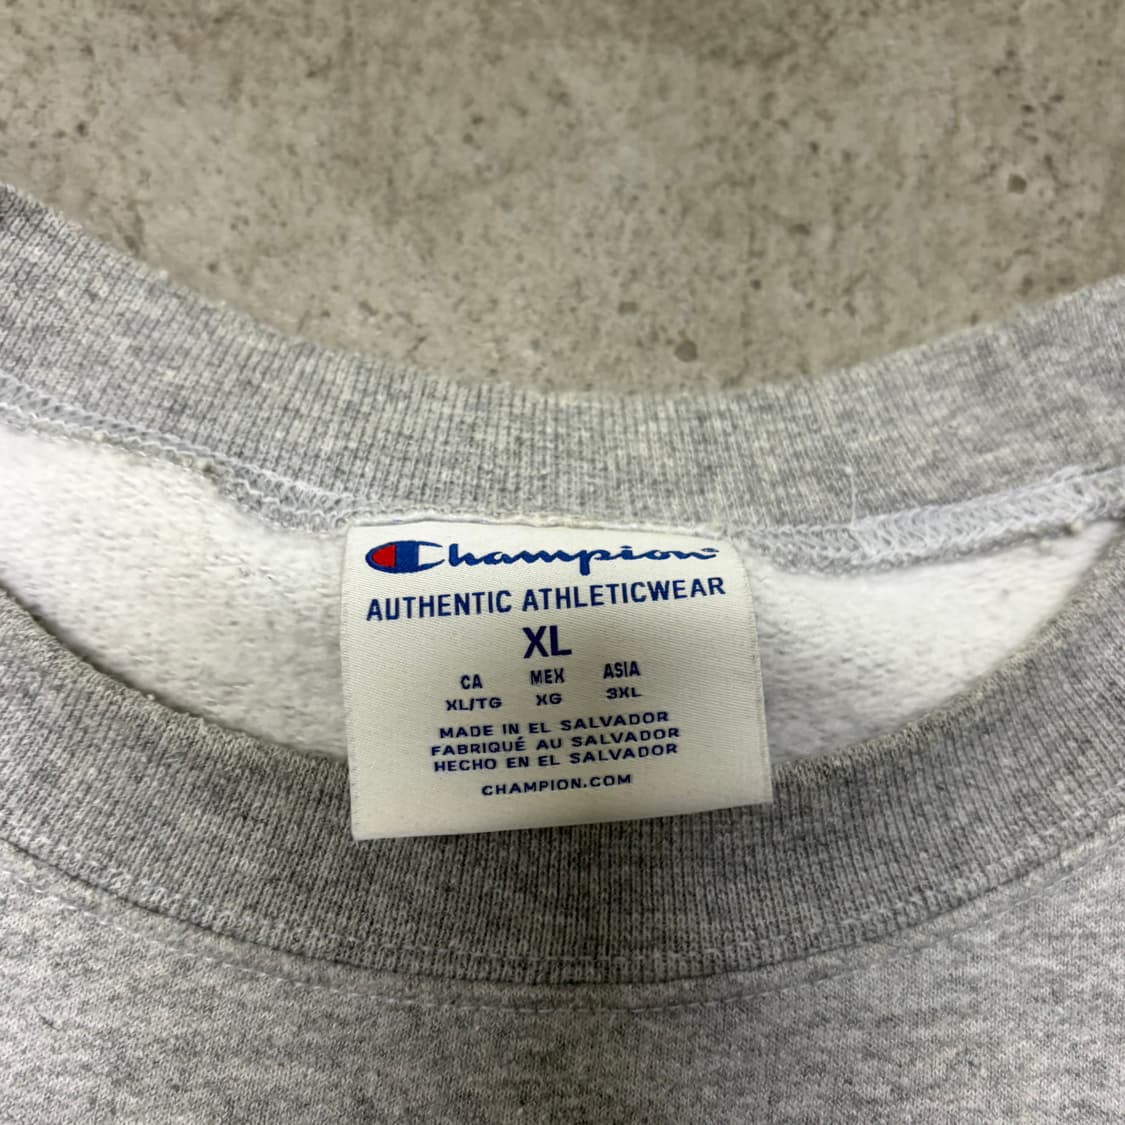 Champion
AUTHENTIC ATHLETICWEAR
XL
CA MEX ASIA
XL/TG XG 3XL
MADE IN EL SALVADOR
FABRIQUÉ AU SALVADOR
HECHO EN EL SALVADOR
CHAMPION.COM